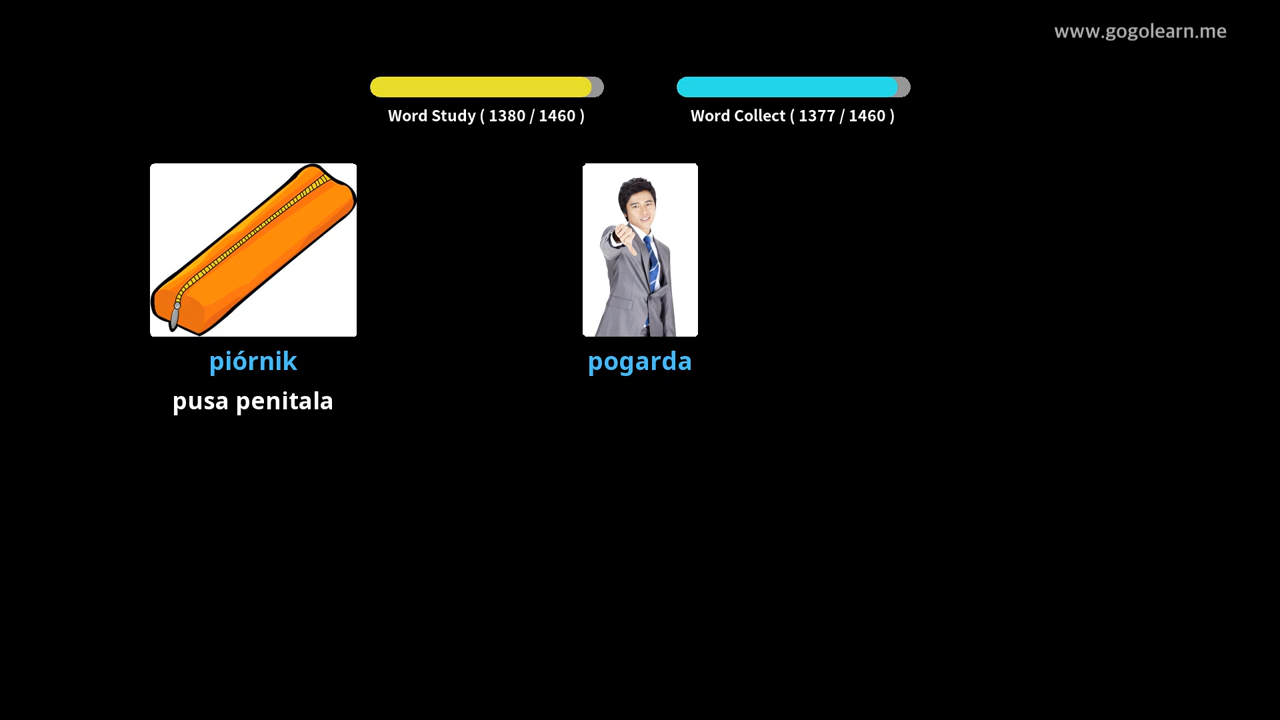 www.gogolearn.me
Word Study ( 1380 / 1460 )
Word Collect ( 1377 / 1460 )
piórnik
pusa penitala
pogarda